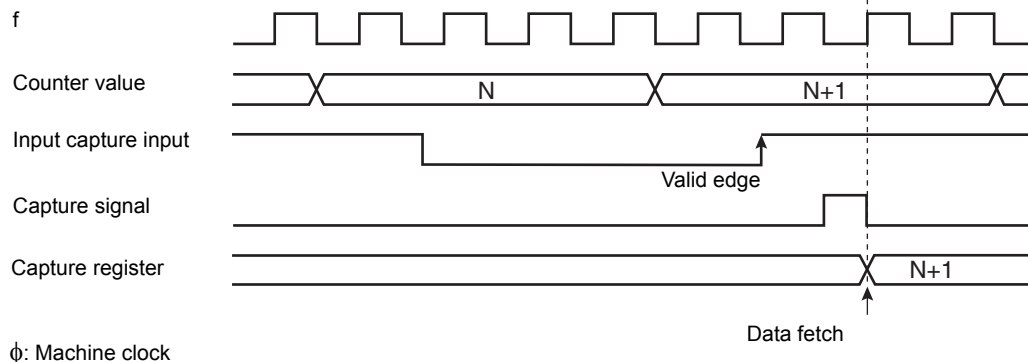 f
Counter value
N
N+1
Input capture input
Valid edge
Capture signal
Capture register
N+1
Data fetch
ϕ: Machine clock